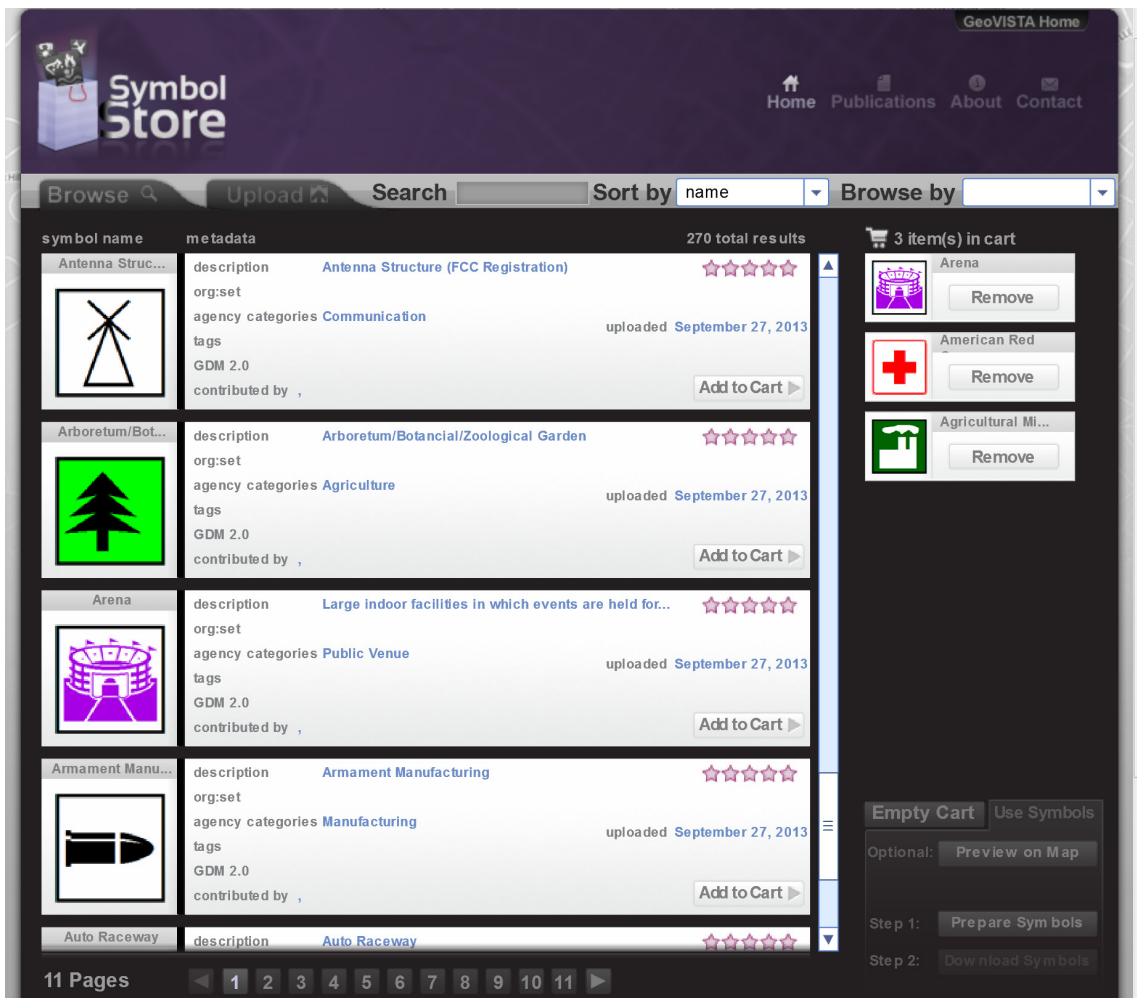 GeoVISTA Home
Symbol
Store
Home Publications About Contact
Browse Upload Search Sort by name Browse by
symbol name metadata 270 total results 3 item(s) in cart
Antenna Struc...
description Antenna Structure (FCC Registration)
org:set
agency categories Communication
uploaded September 27, 2013
tags
GDM 2.0
contributed by ,
Add to Cart
Arboretum/Bot...
description Arboretum/Botancial/Zoological Garden
org:set
agency categories Agriculture
uploaded September 27, 2013
tags
GDM 2.0
contributed by ,
Add to Cart
Arena
description Large indoor facilities in which events are held for...
org:set
agency categories Public Venue
uploaded September 27, 2013
tags
GDM 2.0
contributed by ,
Add to Cart
Armament Manu...
description Armament Manufacturing
org:set
agency categories Manufacturing
uploaded September 27, 2013
tags
GDM 2.0
contributed by ,
Add to Cart
Auto Raceway
description Auto Raceway
11 Pages 1 2 3 4 5 6 7 8 9 10 11
Arena
Remove
American Red
Remove
Agricultural Mi...
Remove
Empty Cart Use Symbols
Optional: Preview on Map
Step 1: Prepare Symbols
Step 2: Download Symbols